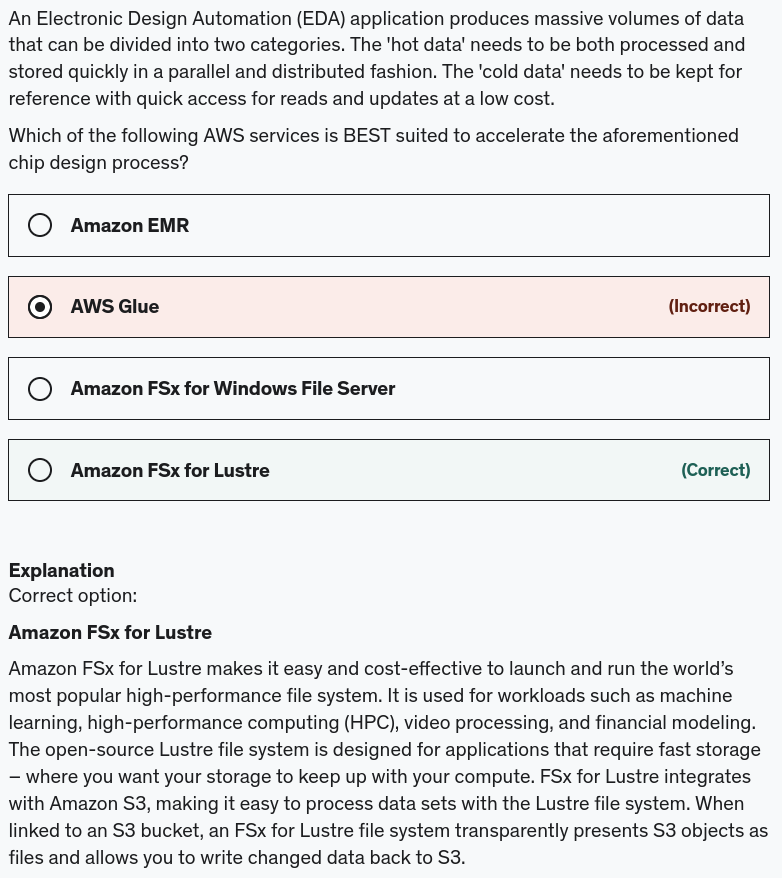 An Electronic Design Automation (EDA) application produces massive volumes of data
that can be divided into two categories. The 'hot data' needs to be both processed and
stored quickly in a parallel and distributed fashion. The 'cold data' needs to be kept for
reference with quick access for reads and updates at a low cost.
Which of the following AWS services is BEST suited to accelerate the aforementioned
chip design process?
Amazon EMR
AWS Glue (Incorrect)
Amazon FSx for Windows File Server
Amazon FSx for Lustre (Correct)
Explanation
Correct option:
Amazon FSx for Lustre
Amazon FSx for Lustre makes it easy and cost-effective to launch and run the world’s
most popular high-performance file system. It is used for workloads such as machine
learning, high-performance computing (HPC), video processing, and financial modeling.
The open-source Lustre file system is designed for applications that require fast storage
– where you want your storage to keep up with your compute. FSx for Lustre integrates
with Amazon S3, making it easy to process data sets with the Lustre file system. When
linked to an S3 bucket, an FSx for Lustre file system transparently presents S3 objects as
files and allows you to write changed data back to S3.